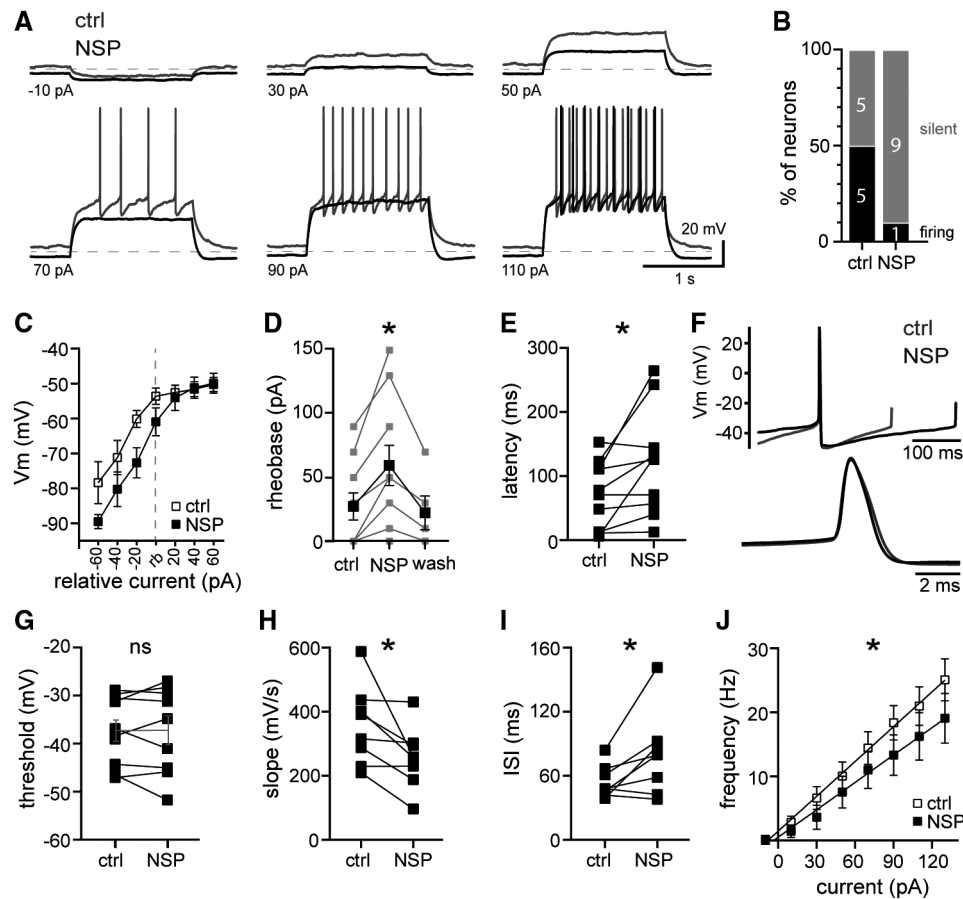 A
ctrl
NSP
-10 pA
30 pA
50 pA
70 pA
90 pA
110 pA
20 mV
1 s
B
% of neurons
100
50
0
5
5
9
1
silent
firing
ctrl NSP
C
Vm (mV)
-40
-50
-60
-70
-80
-90
ctrl
NSP
-60
-40
-20
rb
20
40
60
relative current (pA)
D
*
rheobase (pA)
150
100
50
0
ctrl NSP wash
E
*
latency (ms)
300
200
100
0
ctrl NSP
F
ctrl
NSP
Vm (mV)
20
0
-20
-40
100 ms
2 ms
G
ns
threshold (mV)
-20
-30
-40
-50
-60
ctrl NSP
H
*
slope (mV/s)
600
400
200
0
ctrl NSP
I
*
ISI (ms)
160
120
60
60
0
ctrl NSP
J
*
frequency (Hz)
30
20
10
0
ctrl
NSP
0 30 60 90 120
current (pA)